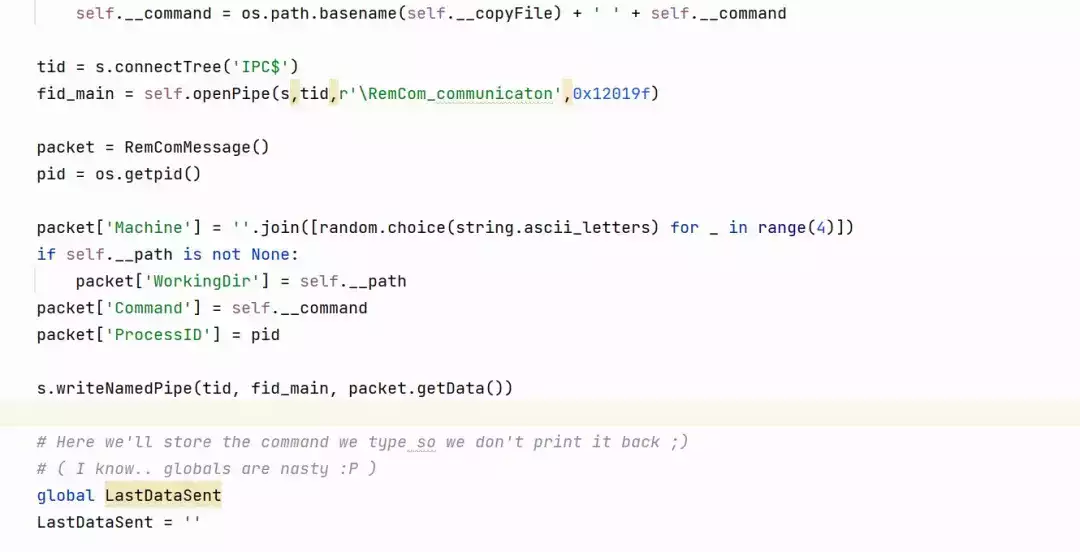 self.__command = os.path.basename(self.__copyFile) + ' ' + self.__command
tid = s.connectTree('IPC$')
fid_main = self.openPipe(s,tid,r'\RemCom_communicaton',0x12019f)
packet = RemComMessage()
pid = os.getpid()
packet['Machine'] = ''.join([random.choice(string.ascii_letters) for _ in range(4)])
if self.__path is not None:
packet['WorkingDir'] = self.__path
packet['Command'] = self.__command
packet['ProcessID'] = pid
s.writeNamedPipe(tid, fid_main, packet.getData())
# Here we'll store the command we type so we don't print it back ;)
# ( I know.. globals are nasty :P )
global LastDataSent
LastDataSent = ''